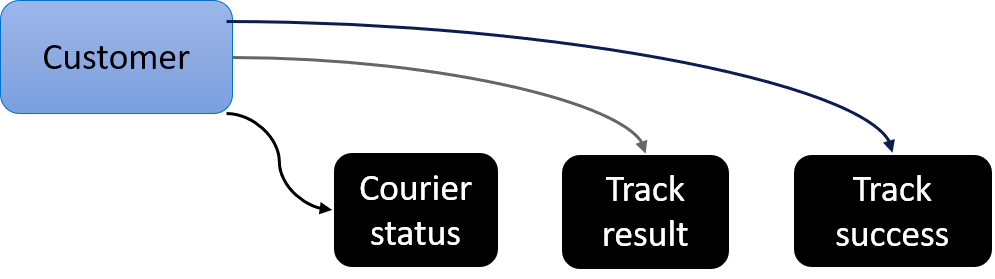 Customer
Courier
status
Track
result
Track
success